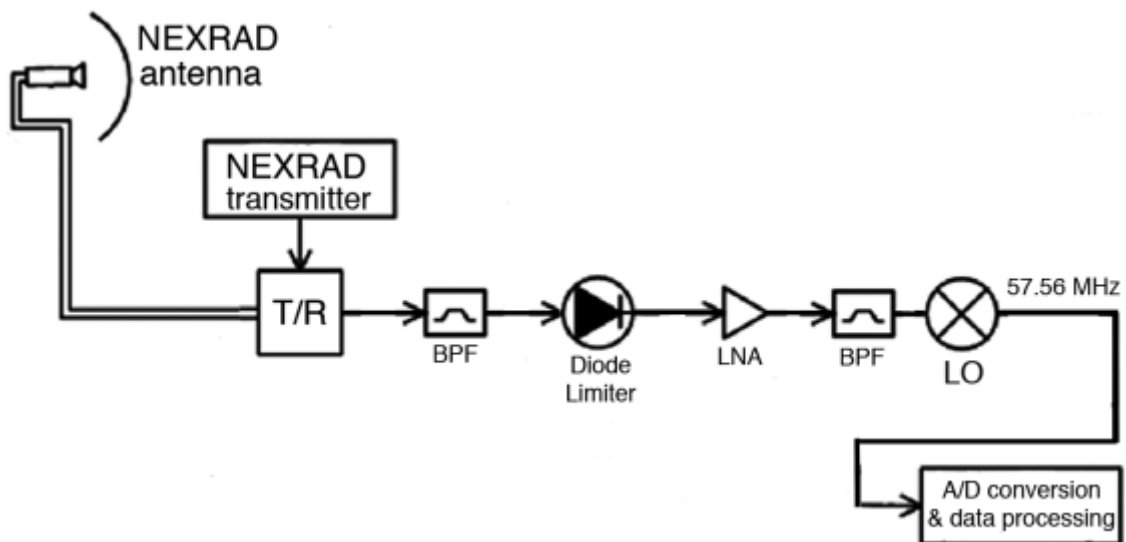 NEXRAD
antenna
NEXRAD
transmitter
T/R
BPF
Diode
Limiter
LNA
BPF
LO
57.56 MHz
A/D conversion
& data processing